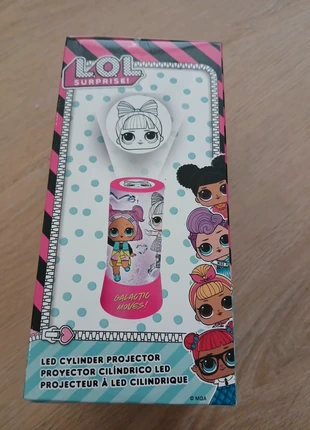 L.O.L.
SURPRISE!
GALACTIC
MOVES!
LED CYLINDER PROJECTOR
PROYECTOR CILÍNDRICO LED
PROJECTEUR À LED CILINDRIQUE
© MGA